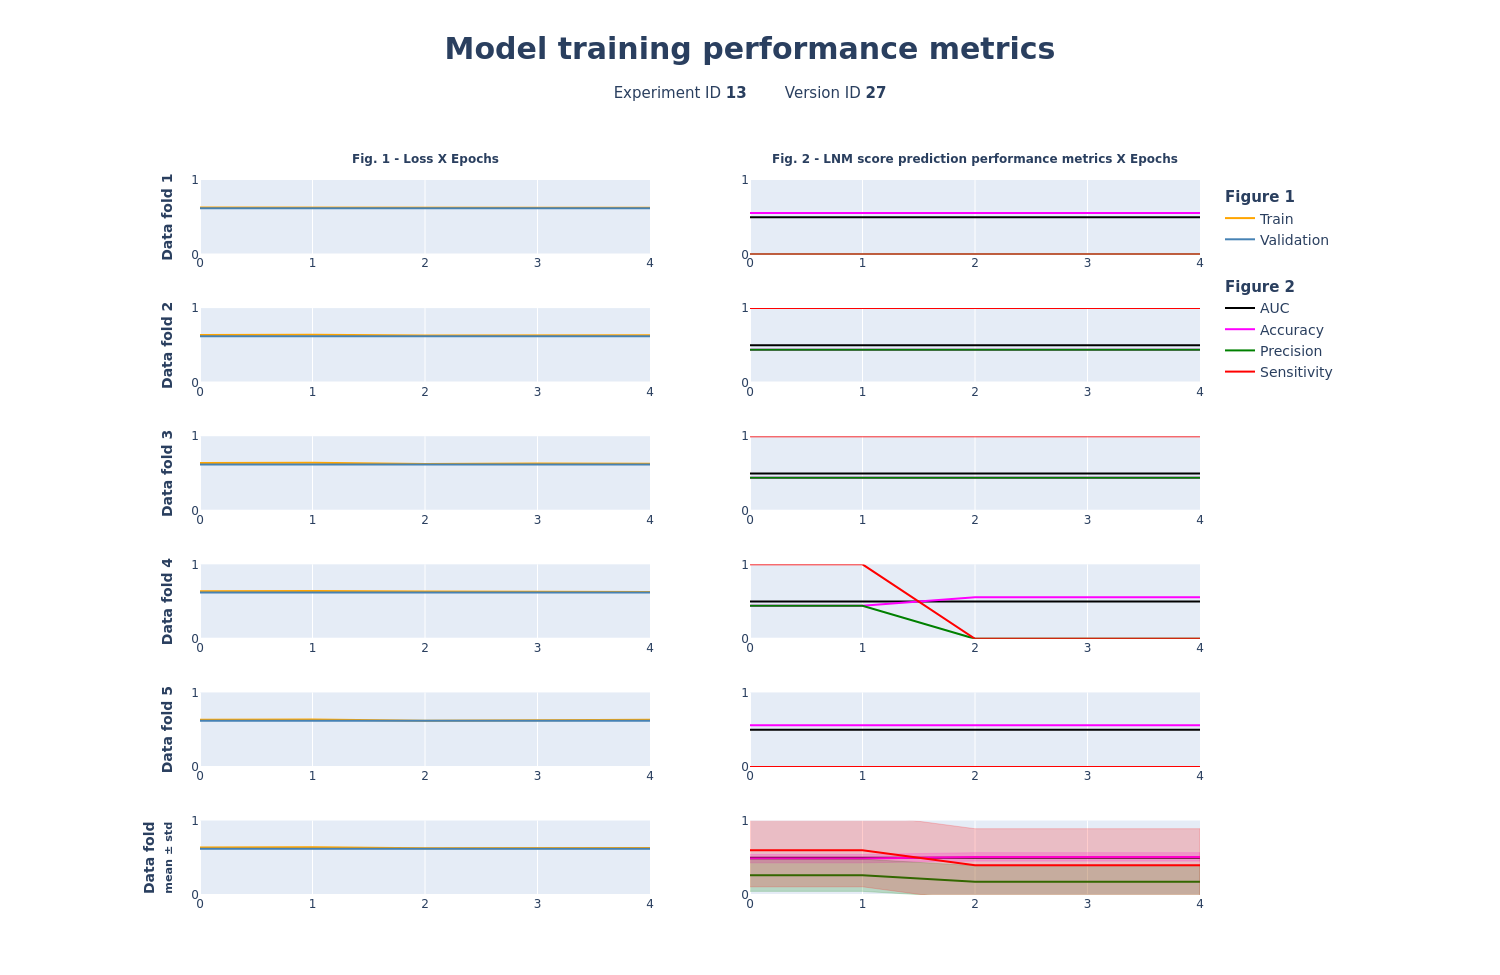 Model training performance metrics
Experiment ID 13 Version ID 27
Fig. 1 - Loss X Epochs
Fig. 2 - LNM score prediction performance metrics X Epochs
Data fold 1
1
0
0 1 2 3 4
1
0
0 1 2 3 4
Figure 1
Train
Validation
Figure 2
AUC
Accuracy
Precision
Sensitivity
Data fold 2
1
0
0 1 2 3 4
1
0
0 1 2 3 4
Data fold 3
1
0
0 1 2 3 4
1
0
0 1 2 3 4
Data fold 4
1
0
0 1 2 3 4
1
0
0 1 2 3 4
Data fold 5
1
0
0 1 2 3 4
1
0
0 1 2 3 4
Data fold
mean ± std
1
0
0 1 2 3 4
1
0
0 1 2 3 4